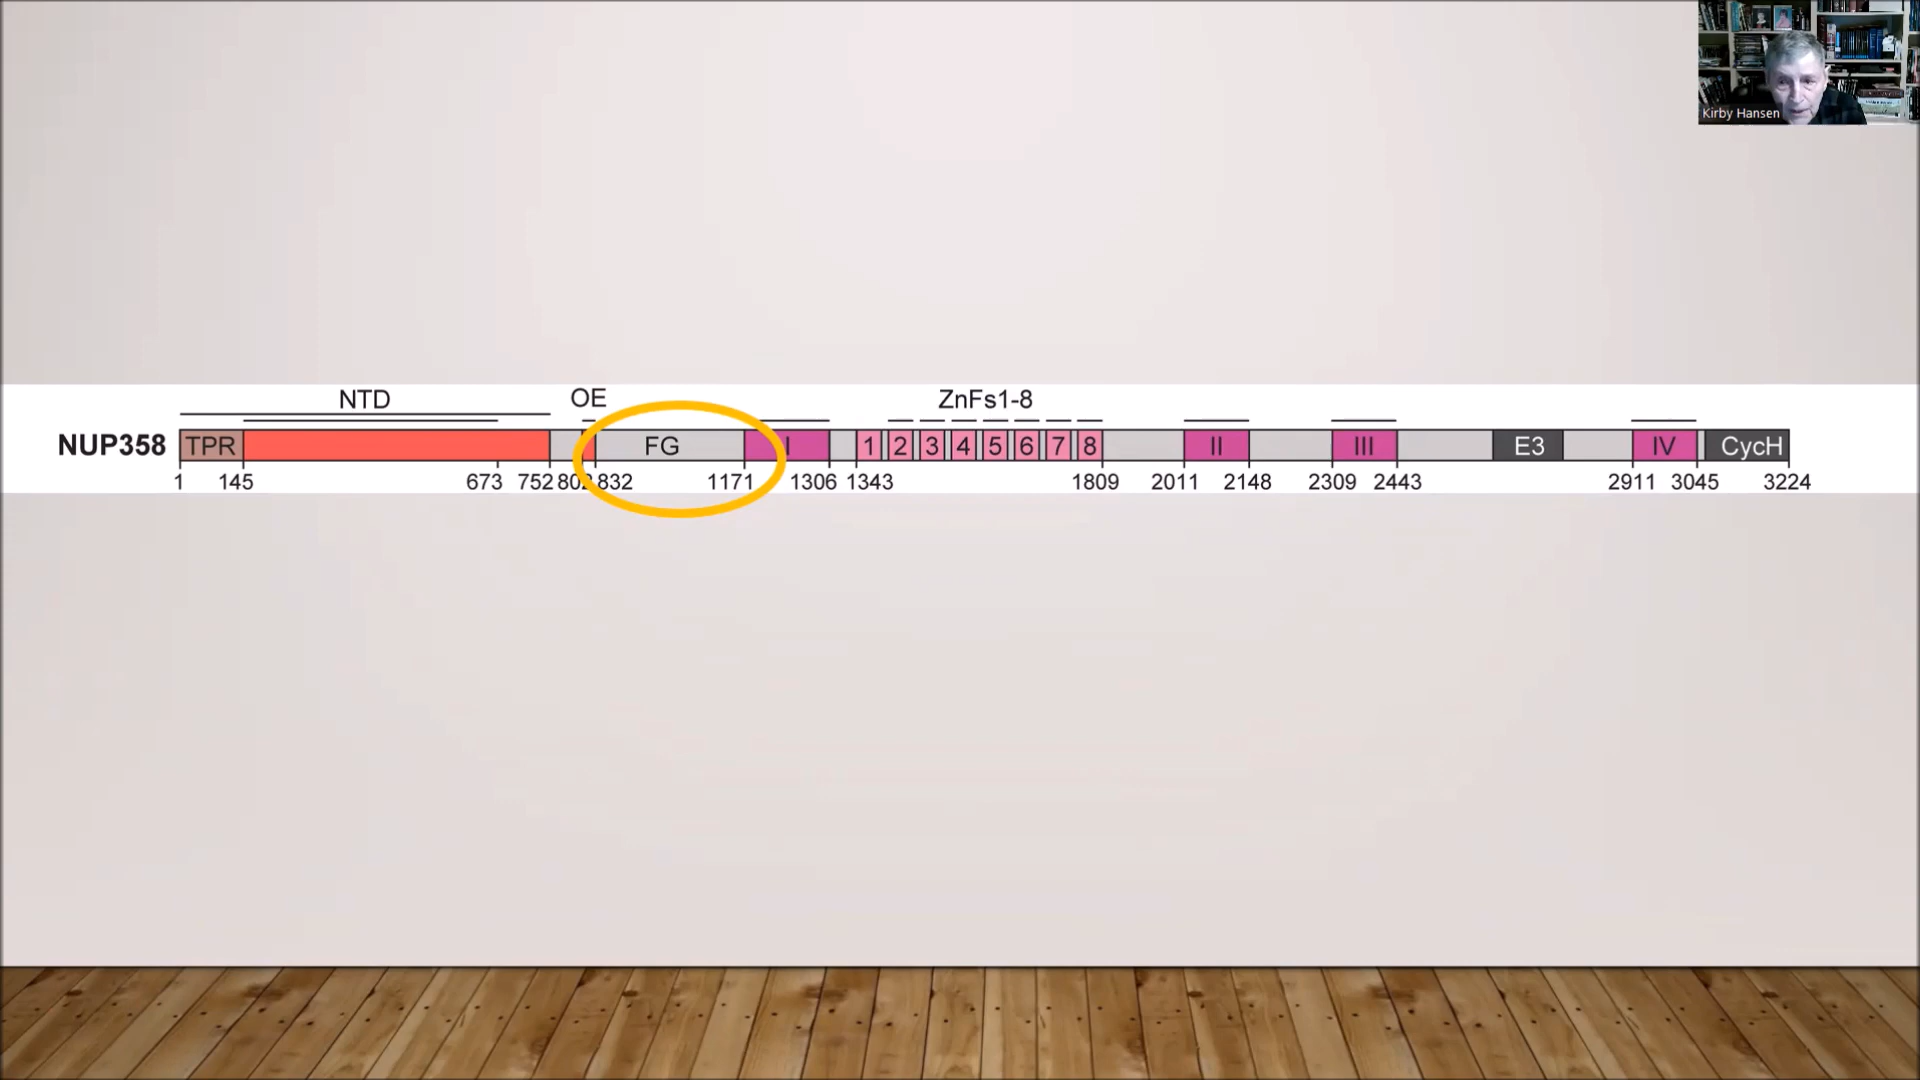 Kirby Hansen
NTD OE ZnFs1-8
NUP358 TPR FG I 1 2 3 4 5 6 7 8 II III E3 IV CycH
1 145 673 752 802 832 1171 1306 1343 1809 2011 2148 2309 2443 2911 3045 3224